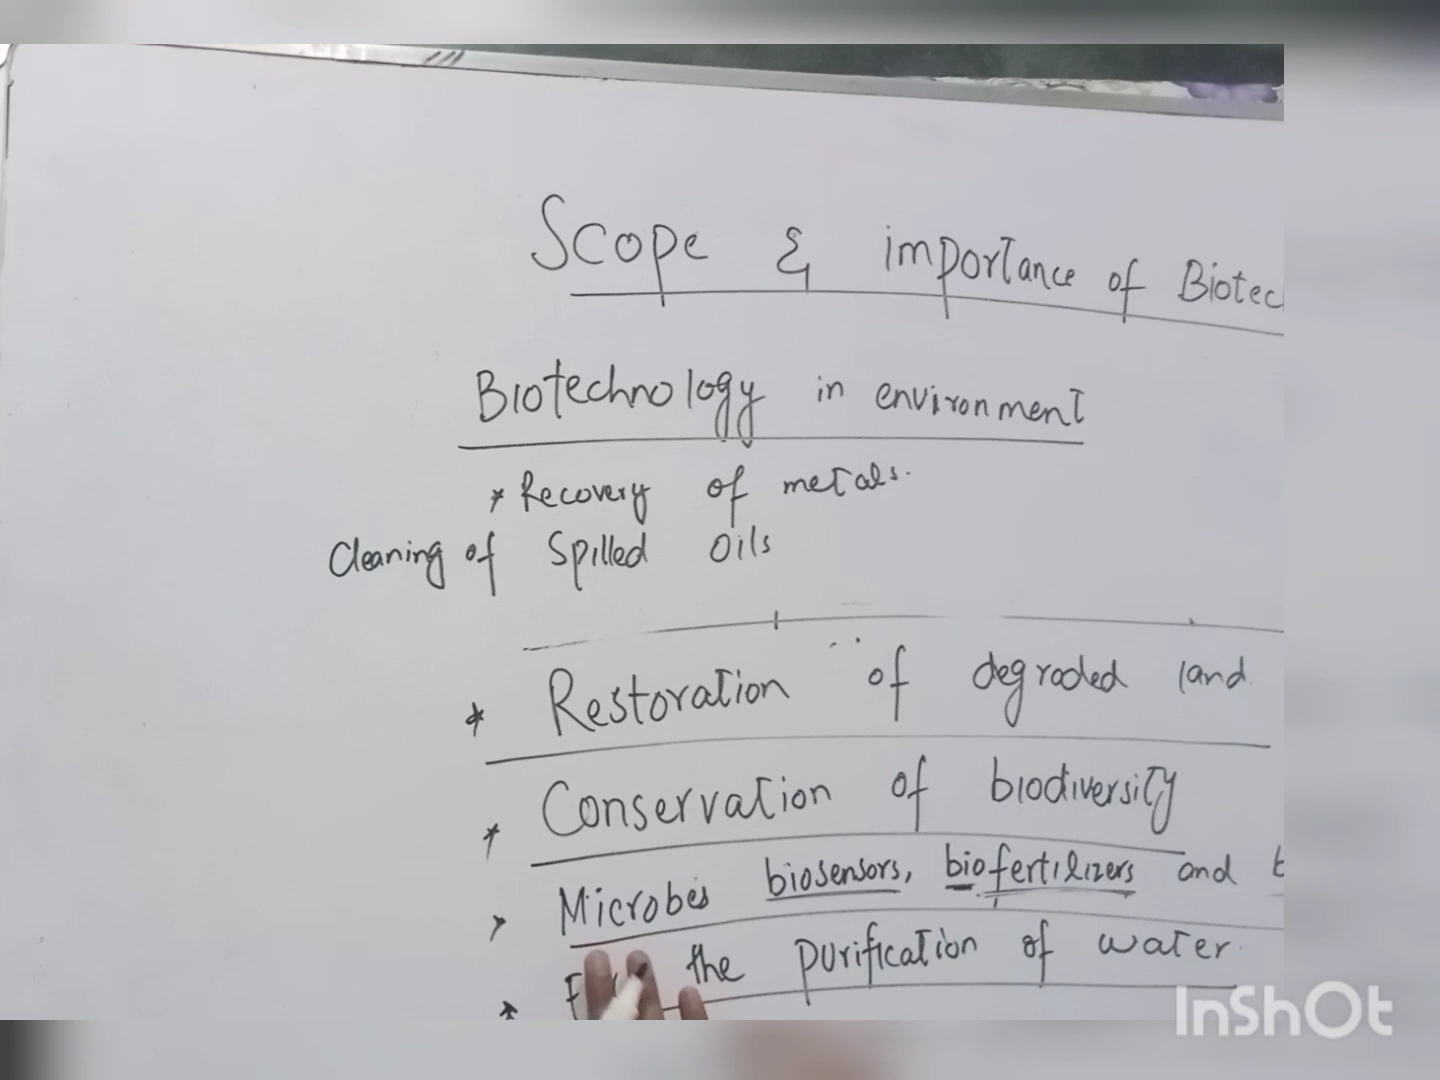 Scope & importance of Biotec
Biotechnology in environment
* Recovery of metals.
Cleaning of Spilled Oils
* Restoration of degraded land.
* Conservation of biodiversity
* Microbes biosensors, biofertilizers and b
* the purification of water.
InShOt